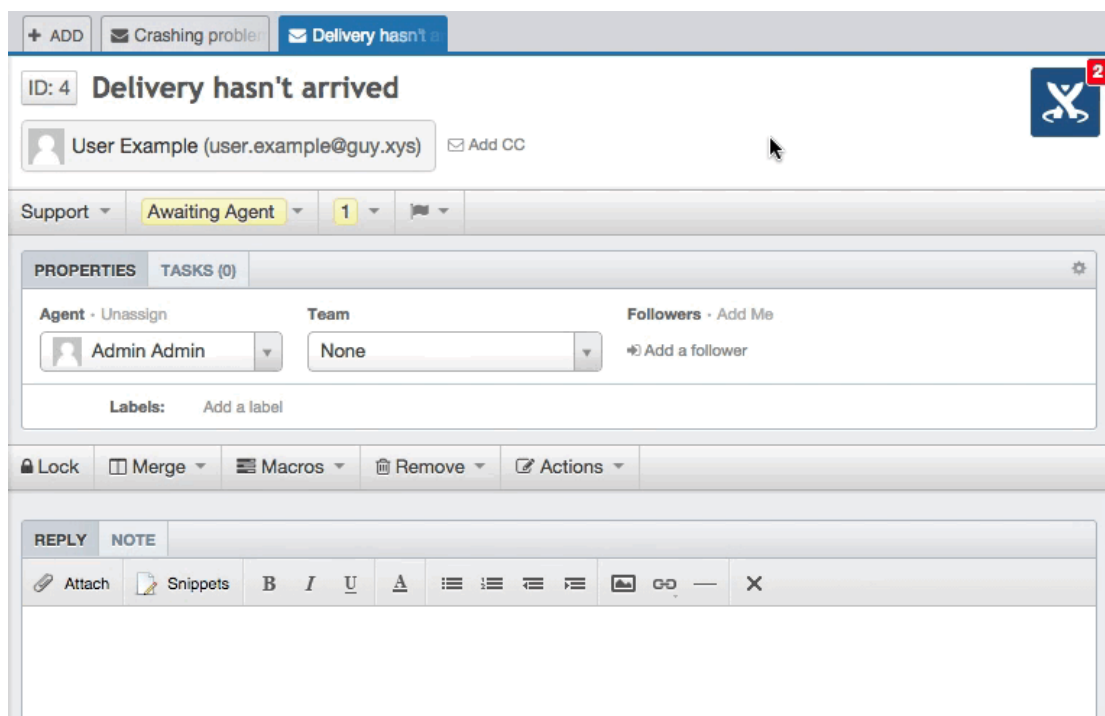 + ADD Crashing problem Delivery hasn't a
ID: 4 Delivery hasn't arrived
2
User Example (user.example@guy.xys) Add CC
Support Awaiting Agent 1
PROPERTIES TASKS (0)
Agent · Unassign Team Followers · Add Me
Admin Admin None Add a follower
Labels: Add a label
Lock Merge Macros Remove Actions
REPLY NOTE
Attach Snippets B I U A